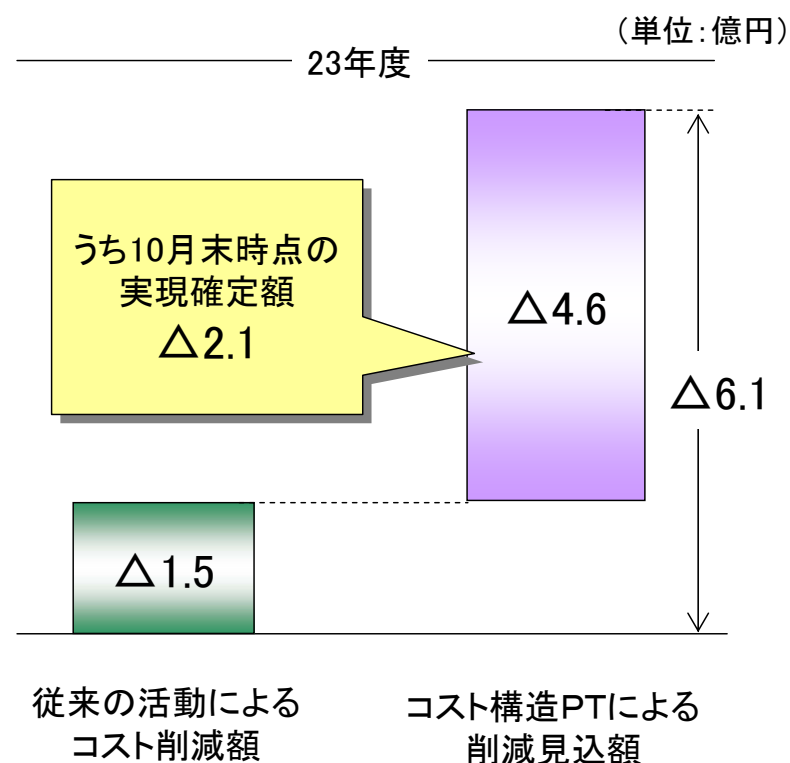 （単位：億円）
23年度
うち10月末時点の
実現確定額
△2.1
△4.6
△6.1
△1.5
従来の活動による
コスト削減額
コスト構造PTによる
削減見込額